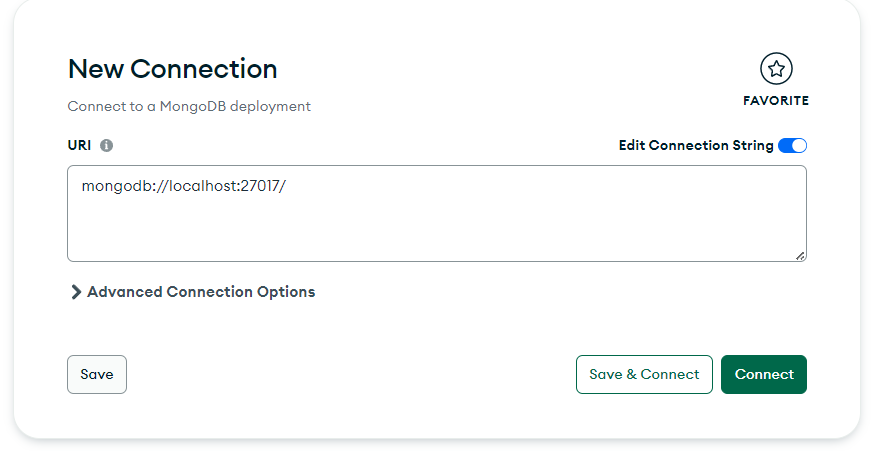 New Connection
FAVORITE
Connect to a MongoDB deployment
URI
Edit Connection String
mongodb://localhost:27017/
Advanced Connection Options
Save
Save & Connect
Connect